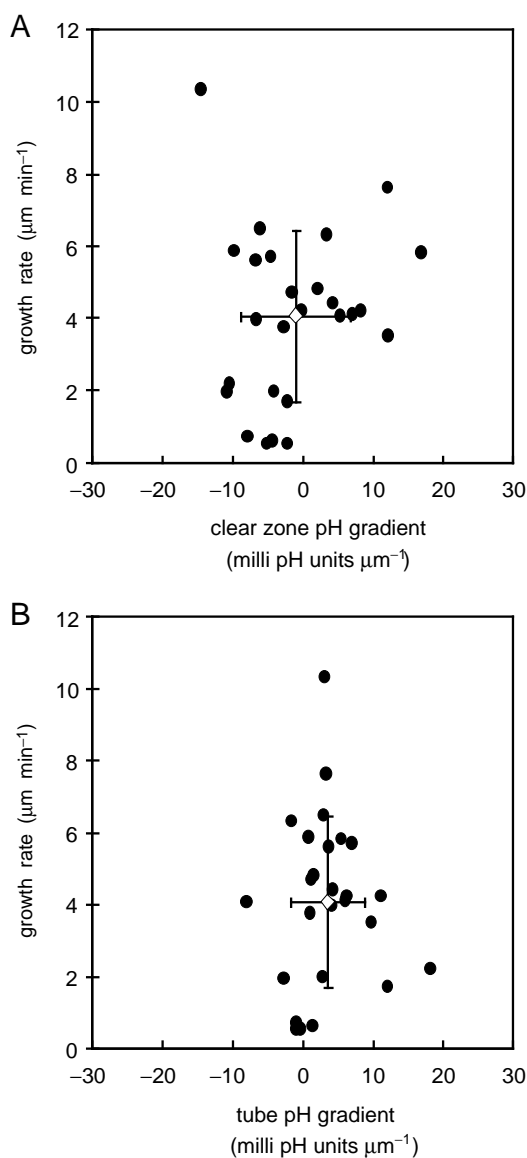 A
12
10
8
6
4
2
0
growth rate (μm min⁻¹)
−30 −20 −10 0 10 20 30
clear zone pH gradient
(milli pH units μm⁻¹)
B
12
10
8
6
4
2
0
growth rate (μm min⁻¹)
−30 −20 −10 0 10 20 30
tube pH gradient
(milli pH units μm⁻¹)